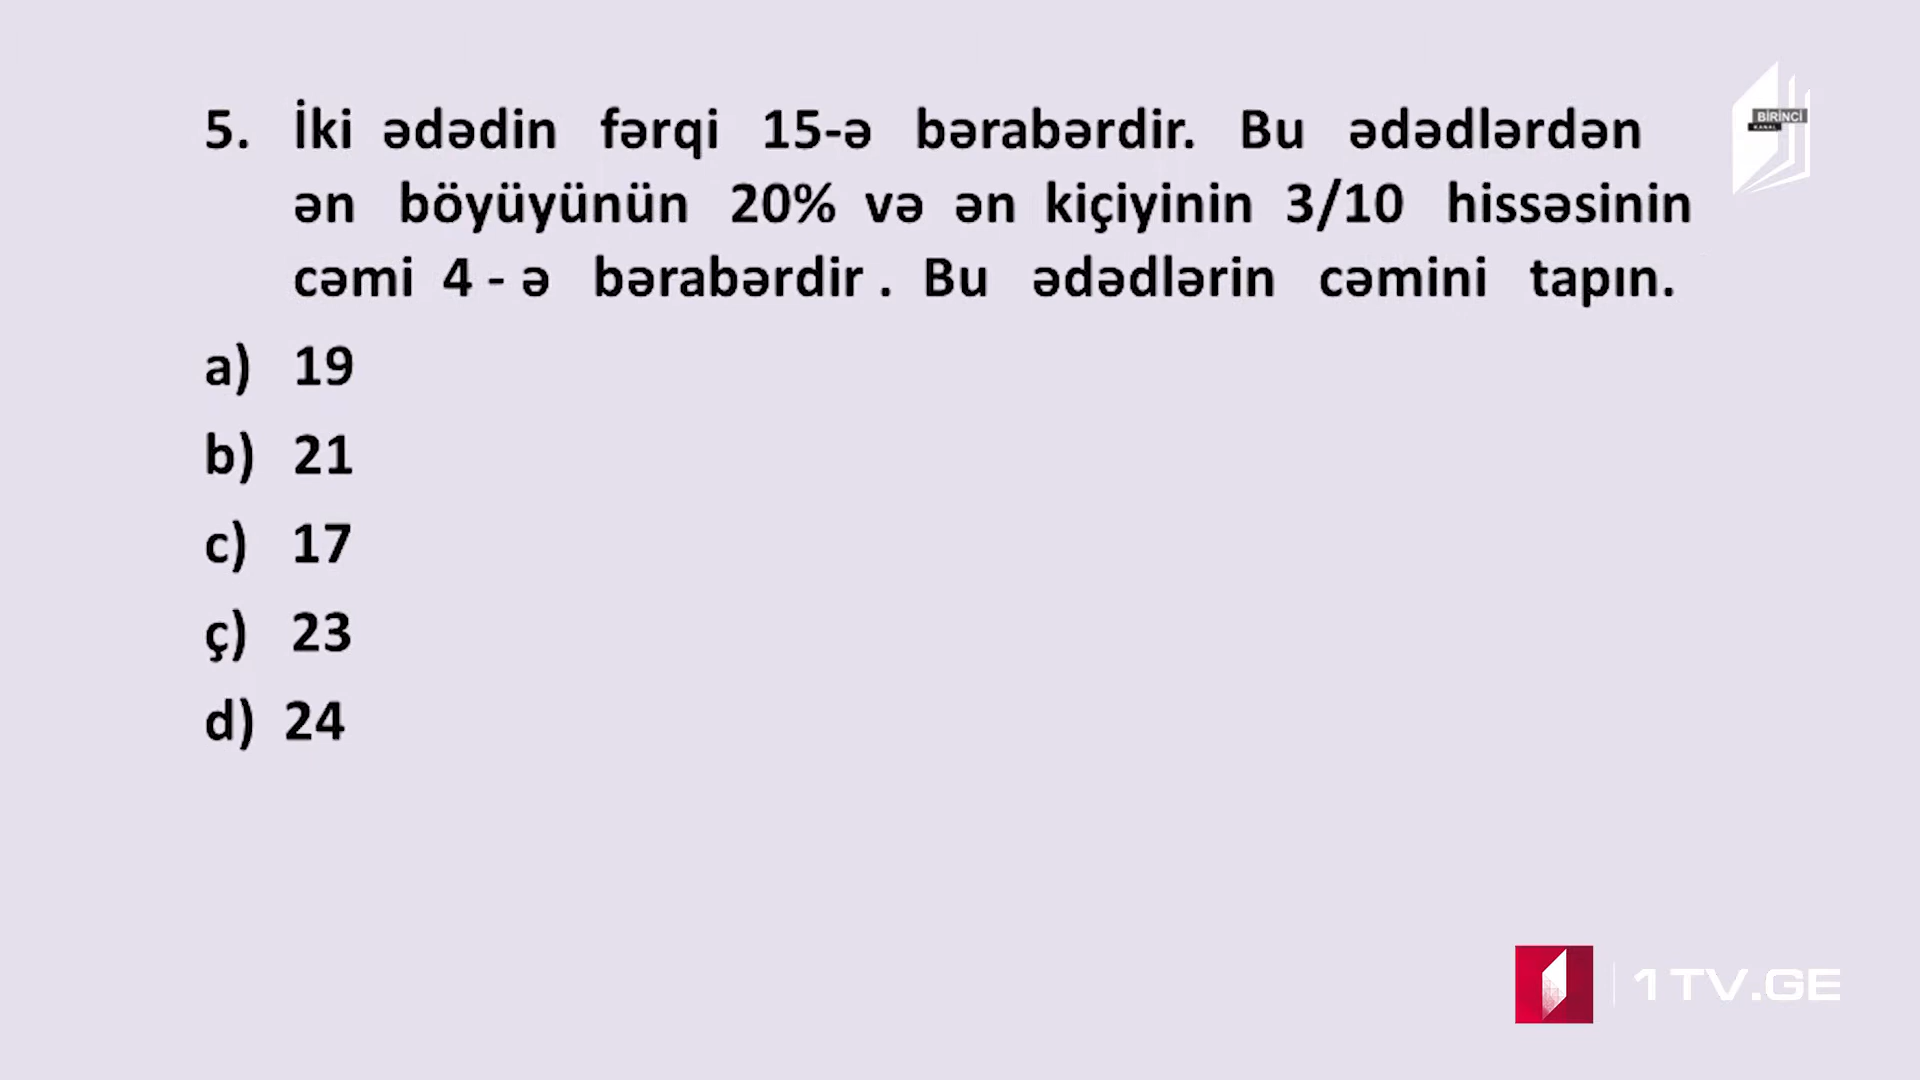 5. İki ədədin fərqi 15-ə bərabərdir. Bu ədədlərdən
ən böyüyünün 20% və ən kiçiyinin 3/10 hissəsinin
cəmi 4 - ə bərabərdir . Bu ədədlərin cəmini tapın.
a) 19
b) 21
c) 17
ç) 23
d) 24
BİRİNCİ
KANAL
1TV.GE